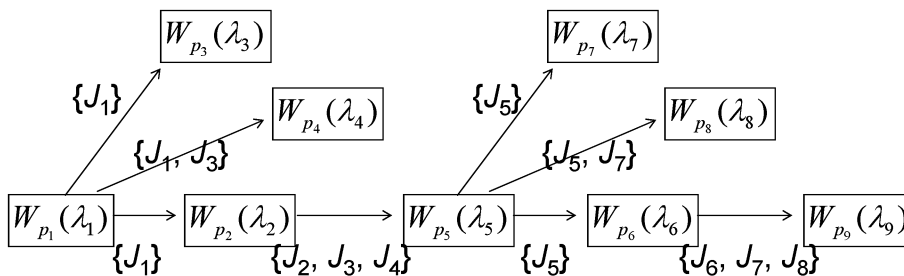 W_{p_3}(λ_3) W_{p_7}(λ_7)
{J_1} {J_5}
W_{p_4}(λ_4) W_{p_8}(λ_8)
{J_1, J_3} {J_5, J_7}
W_{p_1}(λ_1) W_{p_2}(λ_2) W_{p_5}(λ_5) W_{p_6}(λ_6) W_{p_9}(λ_9)
{J_1} {J_2, J_3, J_4} {J_5} {J_6, J_7, J_8}